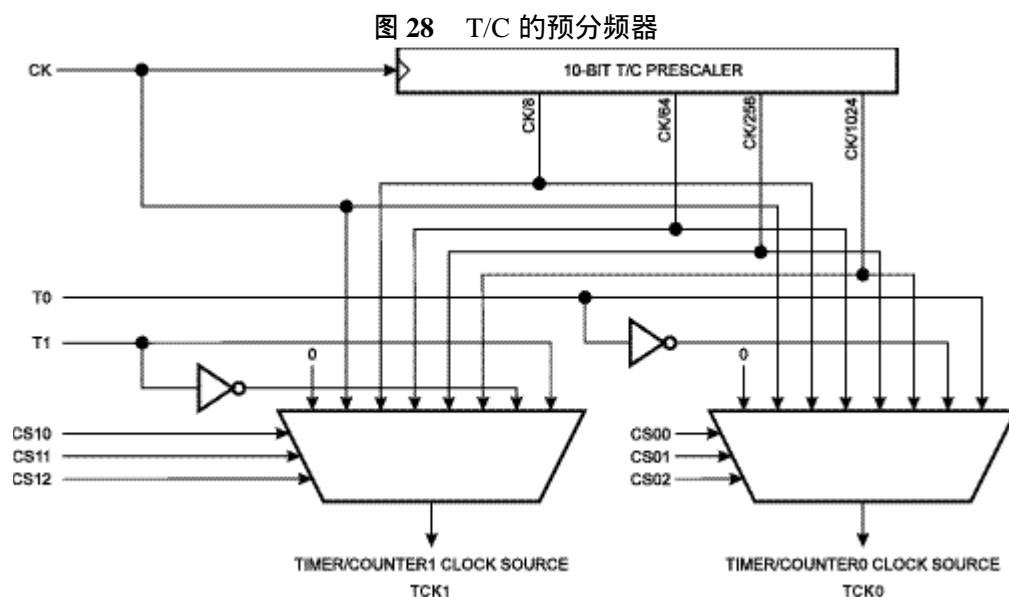 图 28 T/C 的预分频器
CK
10-BIT T/C PRESCALER
CK/8
CK/64
CK/256
CK/1024
T0
T1
0
0
CS10
CS11
CS12
CS00
CS01
CS02
TIMER/COUNTER1 CLOCK SOURCE
TCK1
TIMER/COUNTER0 CLOCK SOURCE
TCK0